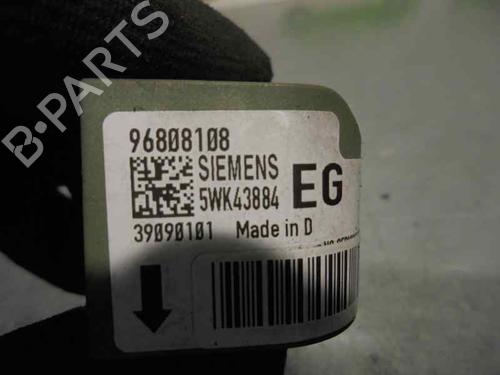 B-PARTS
96808108
SIEMENS
5WK43884
EG
39090101 Made in D